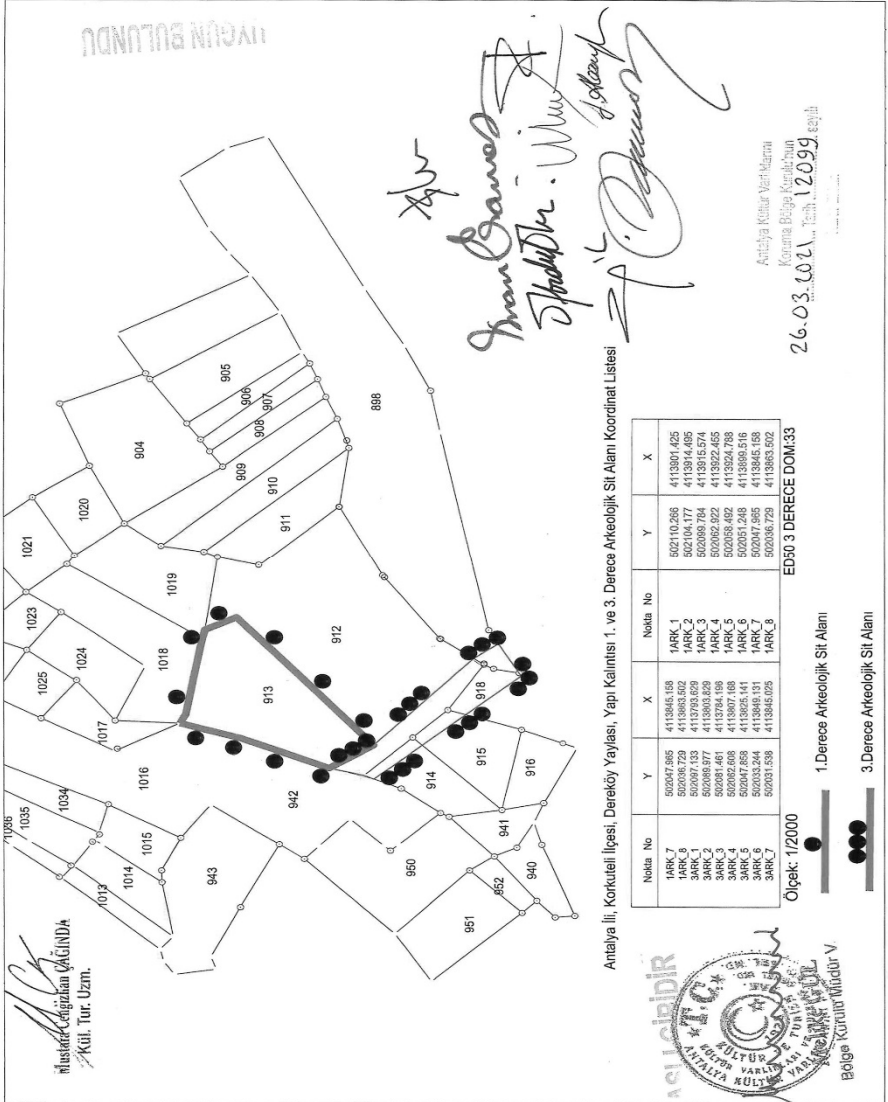 UYGUN BULUNDU
Mustafa Cengizhan ÇAĞINDA
Kül. Tur. Uzm.
1036
1035
1034
1013
1014
1015
1016
1017
1025
1023
1024
1021
1020
1018
1019
904
905
906
907
908
909
910
911
898
912
913
942
943
918
914
915
916
950
941
952
940
951
Antalya İli, Korkuteli İlçesi, Dereköy Yaylası, Yapı Kalıntısı 1. ve 3. Derece Arkeolojik Sit Alanı Koordinat Listesi
Nokta No Y X Nokta No Y X
1ARK_7 502047,965 4113845.158 1ARK_1 502110,266 4113901.425
1ARK_8 502036,729 4113863.502 1ARK_2 502104,177 4113914.495
3ARK_1 502097,133 4113793.629 1ARK_3 502099,784 4113915.574
3ARK_2 502089,977 4113803.829 1ARK_4 502062,922 4113922.455
3ARK_3 502081,461 4113784.196 1ARK_5 502058,492 4113924.788
3ARK_4 502062,608 4113807.168 1ARK_6 502051,248 4113899.516
3ARK_5 502047,858 4113825.141 1ARK_7 502047,965 4113845.158
3ARK_6 502033,244 4113849.131 1ARK_8 502036,729 4113863.502
3ARK_7 502031,538 4113845.025
Ölçek: 1/2000
ED50 3 DERECE DOM:33
1.Derece Arkeolojik Sit Alanı
3.Derece Arkeolojik Sit Alanı
Antalya Kültür Varlıklarını
Koruma Bölge Kurulu'nun
26.03.2021 Tarih 12099 sayılı
ASLI GİBİDİR
T.C.
Bölge Kurulu Müdür V.